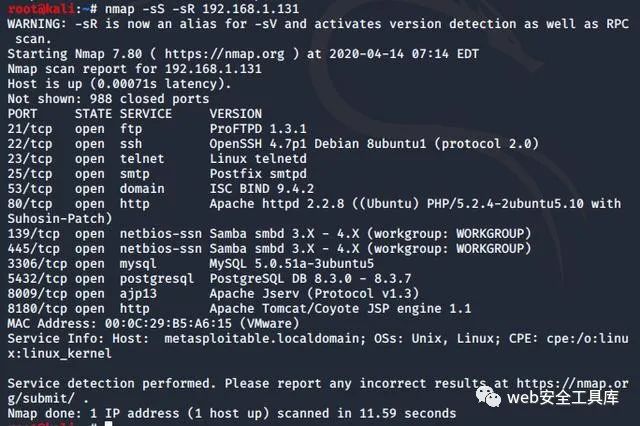 root@kali:~# nmap -sS -sR 192.168.1.131
WARNING: -sR is now an alias for -sV and activates version detection as well as RPC
 scan.
Starting Nmap 7.80 ( https://nmap.org ) at 2020-04-14 07:14 EDT
Nmap scan report for 192.168.1.131
Host is up (0.00071s latency).
Not shown: 988 closed ports
PORT     STATE SERVICE     VERSION
21/tcp   open  ftp         ProFTPD 1.3.1
22/tcp   open  ssh         OpenSSH 4.7p1 Debian 8ubuntu1 (protocol 2.0)
23/tcp   open  telnet      Linux telnetd
25/tcp   open  smtp        Postfix smtpd
53/tcp   open  domain      ISC BIND 9.4.2
80/tcp   open  http        Apache httpd 2.2.8 ((Ubuntu) PHP/5.2.4-2ubuntu5.10 with
Suhosin-Patch)
139/tcp  open  netbios-ssn Samba smbd 3.X - 4.X (workgroup: WORKGROUP)
445/tcp  open  netbios-ssn Samba smbd 3.X - 4.X (workgroup: WORKGROUP)
3306/tcp open  mysql       MySQL 5.0.51a-3ubuntu5
5432/tcp open  postgresql  PostgreSQL DB 8.3.0 - 8.3.7
8009/tcp open  ajp13       Apache Jserv (Protocol v1.3)
8180/tcp open  http        Apache Tomcat/Coyote JSP engine 1.1
MAC Address: 00:0C:29:B5:A6:15 (VMware)
Service Info: Host:  metasploitable.localdomain; OSs: Unix, Linux; CPE: cpe:/o:linu
x:linux_kernel

Service detection performed. Please report any incorrect results at https://nmap.or
g/submit/ .
Nmap done: 1 IP address (1 host up) scanned in 11.59 seconds
root@kali:~#
web安全工具库